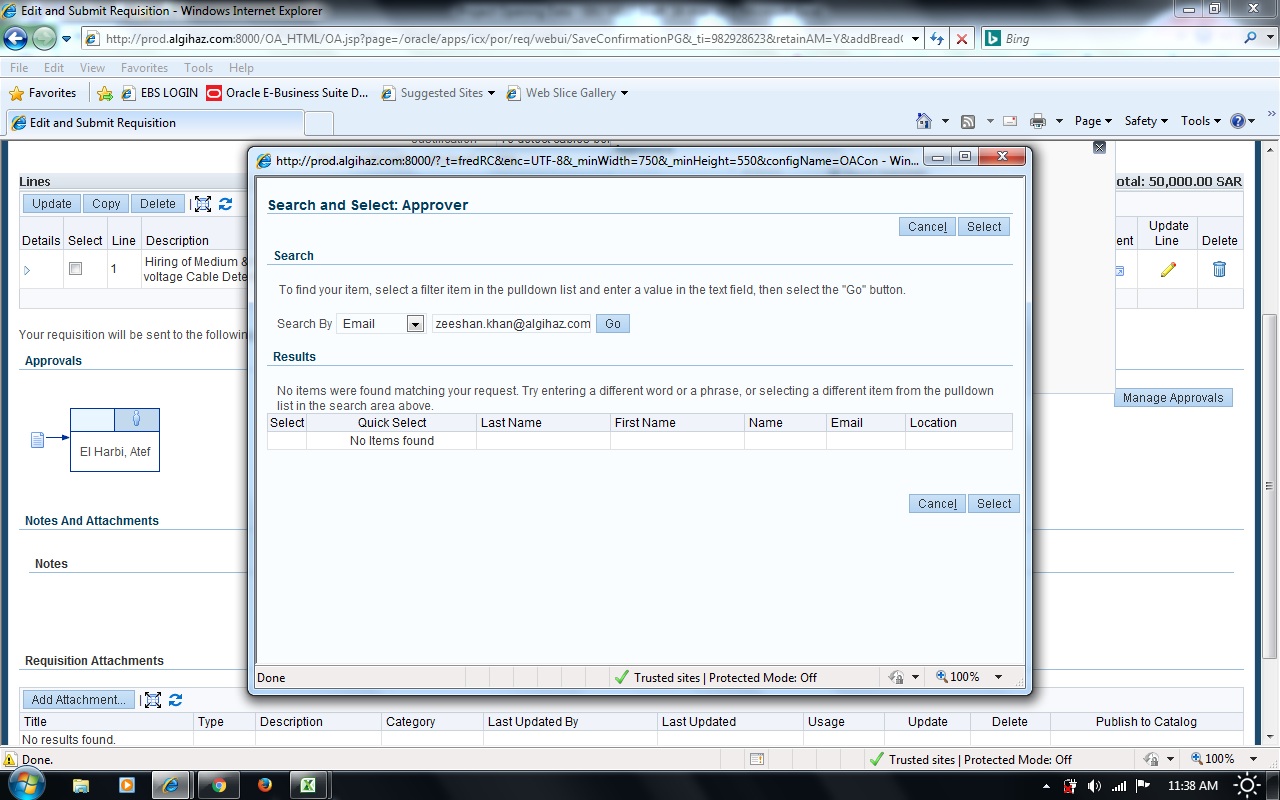 Edit and Submit Requisition - Windows Internet Explorer
http://prod.algihaz.com:8000/OA_HTML/OA.jsp?page=/oracle/apps/icx/por/req/webui/SaveConfirmationPG&_ti=982928623&retainAM=Y&addBreadC
Bing
File Edit View Favorites Tools Help
Favorites EBS LOGIN Oracle E-Business Suite D... Suggested Sites Web Slice Gallery
Edit and Submit Requisition
Page Safety Tools »
http://prod.algihaz.com:8000/?_t=fredRC&enc=UTF-8&_minWidth=750&_minHeight=550&configName=OACon - Win...
Search and Select: Approver
Cancel Select
Search
To find your item, select a filter item in the pulldown list and enter a value in the text field, then select the "Go" button.
Search By Email zeeshan.khan@algihaz.com Go
Results
No items were found matching your request. Try entering a different word or a phrase, or selecting a different item from the pulldown
list in the search area above.
Select Quick Select Last Name First Name Name Email Location
No Items found
Cancel Select
Done Trusted sites | Protected Mode: Off 100%
Lines
otal: 50,000.00 SAR
Update Copy Delete
Details Select Line Description
ent Update
Line Delete
1 Hiring of Medium &
voltage Cable Dete
Your requisition will be sent to the followin
Approvals
Manage Approvals
El Harbi, Atef
Notes And Attachments
Notes
Requisition Attachments
Add Attachment...
Title Type Description Category Last Updated By Last Updated Usage Update Delete Publish to Catalog
No results found.
Done. Trusted sites | Protected Mode: Off 100%
11:38 AM